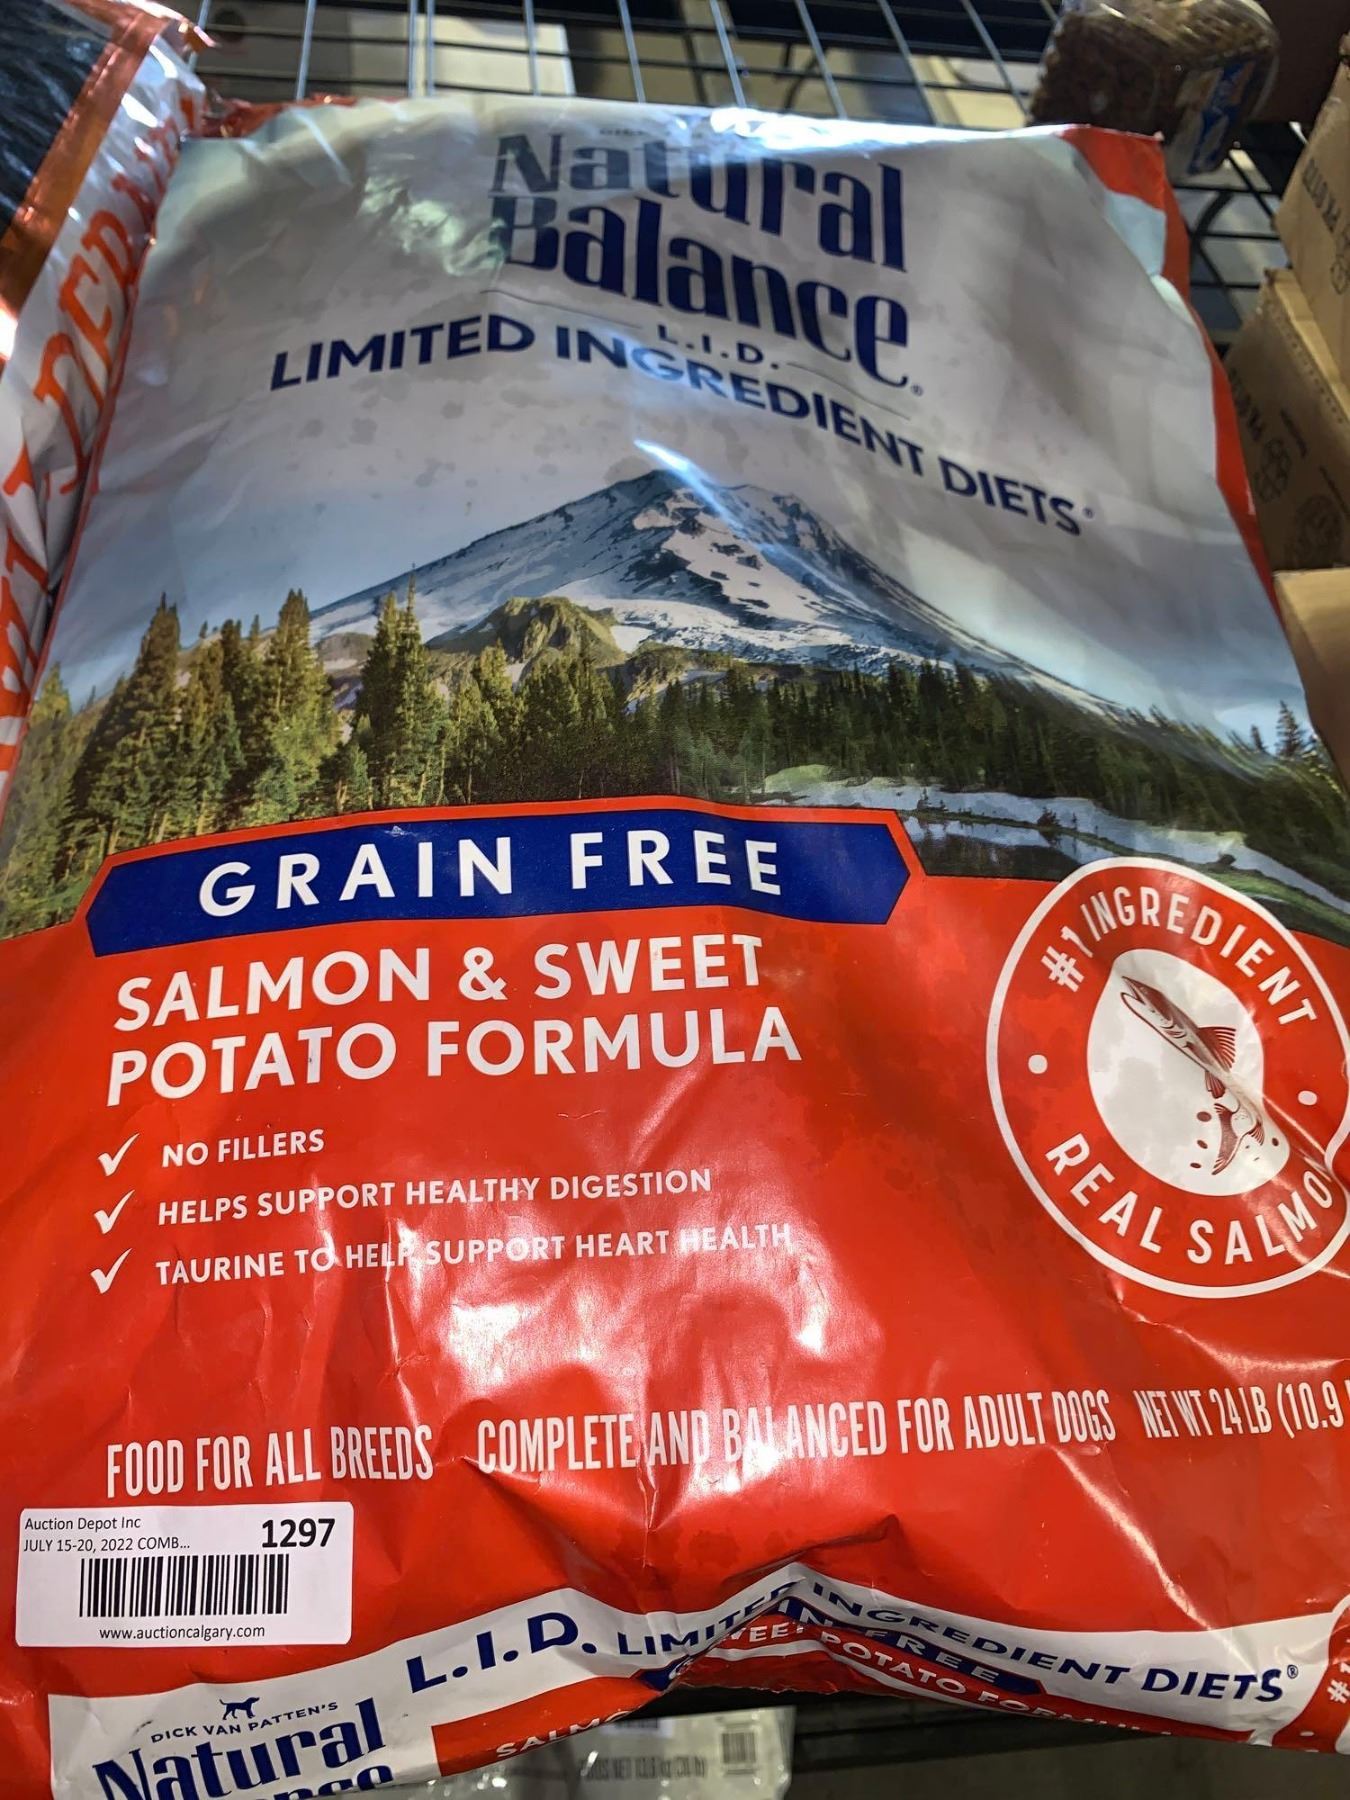 Natural
Balance®
L.I.D.
LIMITED INGREDIENT DIETS®
GRAIN FREE
SALMON & SWEET
POTATO FORMULA
✓ NO FILLERS
✓ HELPS SUPPORT HEALTHY DIGESTION
✓ TAURINE TO HELP SUPPORT HEART HEALTH
#1 INGREDIENT
REAL SALMO
FOOD FOR ALL BREEDS COMPLETE AND BALANCED FOR ADULT DOGS NET WT 24 LB (10.9
Auction Depot Inc
JULY 15-20, 2022 COMB...
1297
www.auctioncalgary.com
L.I.D. LIMITED INGREDIENT DIETS®
DICK VAN PATTEN'S
Natural
POTATO